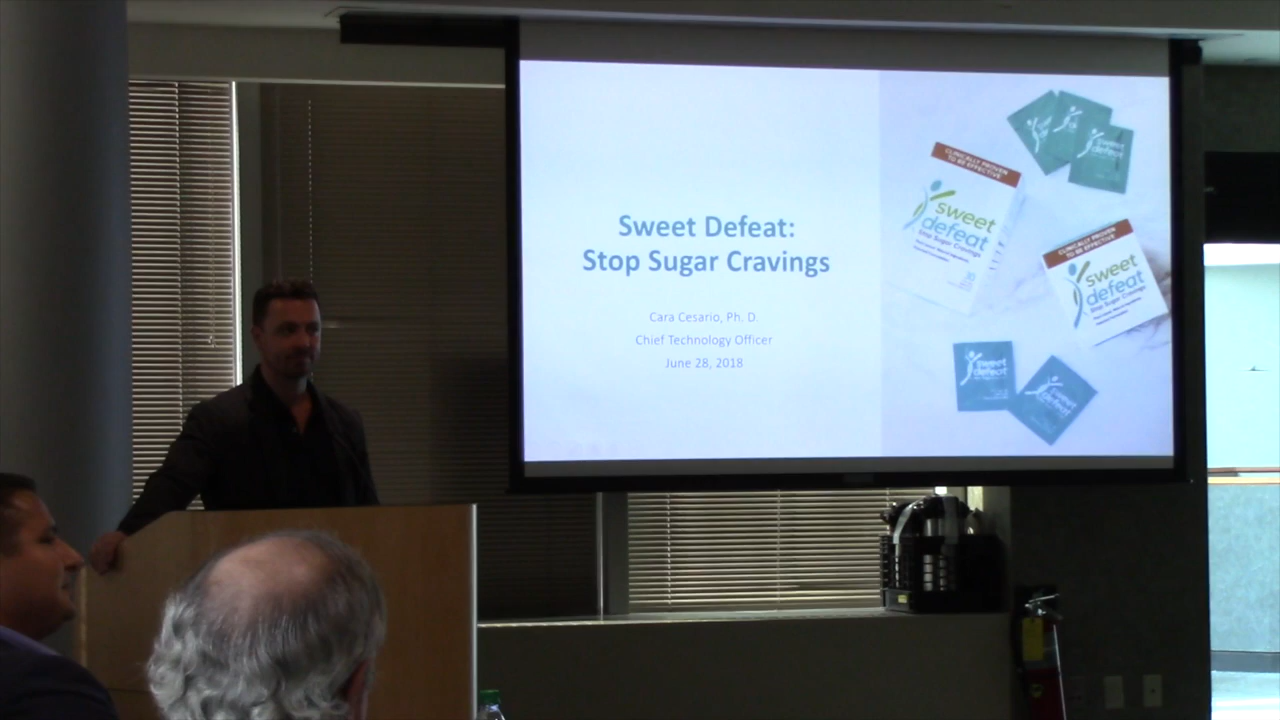 Sweet Defeat:
Stop Sugar Cravings
Cara Cesario, Ph. D.
Chief Technology Officer
June 28, 2018
CLINICALLY PROVEN
TO BE EFFECTIVE
sweet
defeat
Stop Sugar Cravings
CLINICALLY PROVEN
TO BE EFFECTIVE
sweet
defeat
Stop Sugar Cravings
sweet
defeat
sweet
defeat
sweet
defeat